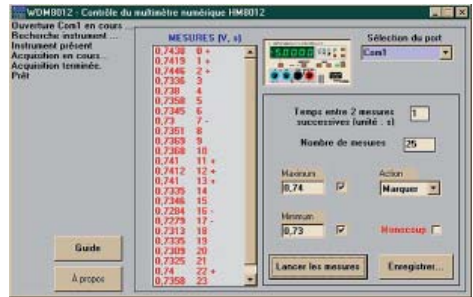 WDM8012 - Contrôle du multimètre numérique HM8012
Ouverture Com1 en cours ...
Recherche instrument ...
Instrument présent
Acquisition en cours...
Acquisition terminée.
Prêt
MESURES (V, s)
0,7438 0 +
0,7419 1 +
0,7446 2 +
0,7336 3
0,738 4
0,7358 5
0,7345 6
0,73 7 -
0,7351 8
0,7369 9
0,7368 10
0,741 11 +
0,7412 12 +
0,741 13 +
0,7335 14
0,7346 15
0,7284 16 -
0,7279 17 -
0,7313 18
0,7335 19
0,7309 20
0,7325 21
0,74 22 +
0,7358 23
Sélection du port
Com1
Temps entre 2 mesures
successives (unité : s)
1
Nombre de mesures
25
Maximum
0,74
Action
Marquer
Minimum
0,73
Monocoup
Guide
À propos
Lancer les mesures
Enregistrer...